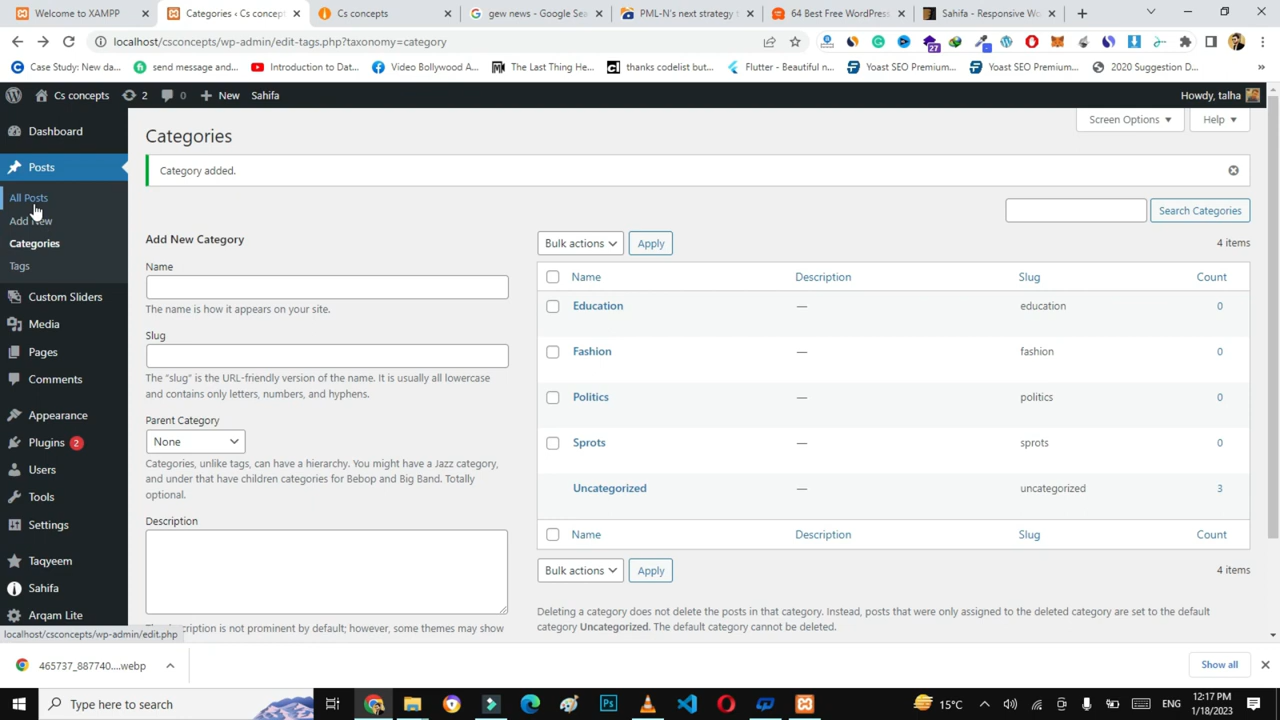 Welcome to XAMPP
Categories ‹ Cs concept
Cs concepts
gew news - Google Sea
PML-N's next strategy t
64 Best Free WordPress
Sahifa - Responsive Wo
localhost/csconcepts/wp-admin/edit-tags.php?taxonomy=category
27
Case Study: New da...
send message and...
Introduction to Dat...
Video Bollywood A...
The Last Thing He...
thanks codelist but...
Flutter - Beautiful n...
Yoast SEO Premium...
Yoast SEO Premium...
2020 Suggestion D...
Cs concepts
2
0
New
Sahifa
Howdy, talha
Dashboard
Posts
All Posts
Add New
Categories
Tags
Custom Sliders
Media
Pages
Comments
Appearance
Plugins 2
Users
Tools
Settings
Taqyeem
Sahifa
Arqam Lite
Categories
Screen Options
Help
Category added.
Search Categories
Add New Category
Name
The name is how it appears on your site.
Slug
The "slug" is the URL-friendly version of the name. It is usually all lowercase
and contains only letters, numbers, and hyphens.
Parent Category
None
Categories, unlike tags, can have a hierarchy. You might have a Jazz category,
and under that have children categories for Bebop and Big Band. Totally
optional.
Description
description is not prominent by default; however, some themes may show
Bulk actions
Apply
4 items
Name Description Slug Count
Education — education 0
Fashion — fashion 0
Politics — politics 0
Sprots — sprots 0
Uncategorized — uncategorized 3
Name Description Slug Count
Bulk actions
Apply
4 items
Deleting a category does not delete the posts in that category. Instead, posts that were only assigned to the deleted category are set to the default
category Uncategorized. The default category cannot be deleted.
localhost/csconcepts/wp-admin/edit.php
465737_887740....webp
Show all
Type here to search
Ps
15°C
ENG
12:17 PM
1/18/2023